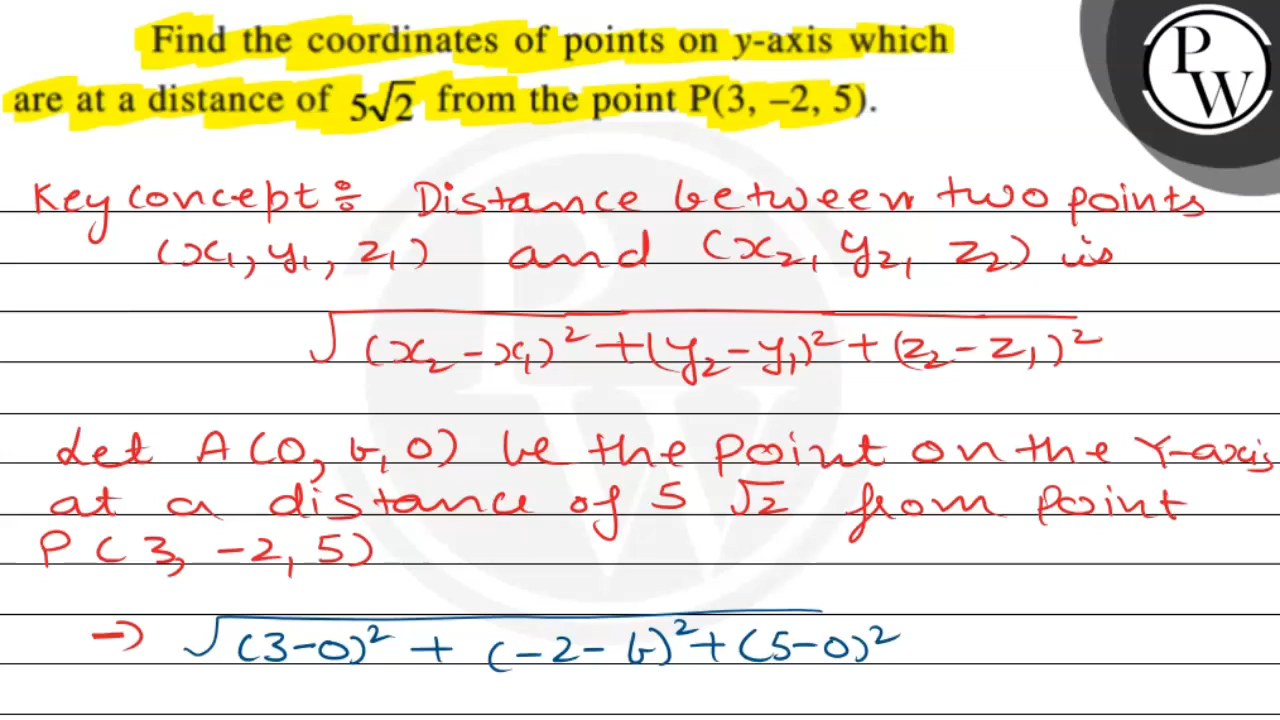 Find the coordinates of points on y-axis which
are at a distance of 5√2 from the point P(3, –2, 5).
P
W
Key concept÷ Distance between two points
(x₁, y₁, z₁) and (x₂, y₂, z₂) is
√(x₂ - x₁)² + (y₂ - y₁)² + (z₂ - z₁)²
Let A (0, b, 0) be the point on the Y-axis
at a distance of 5 √2 from point
P (3, -2, 5)
→ √(3-0)² + (-2 - b)² + (5-0)²